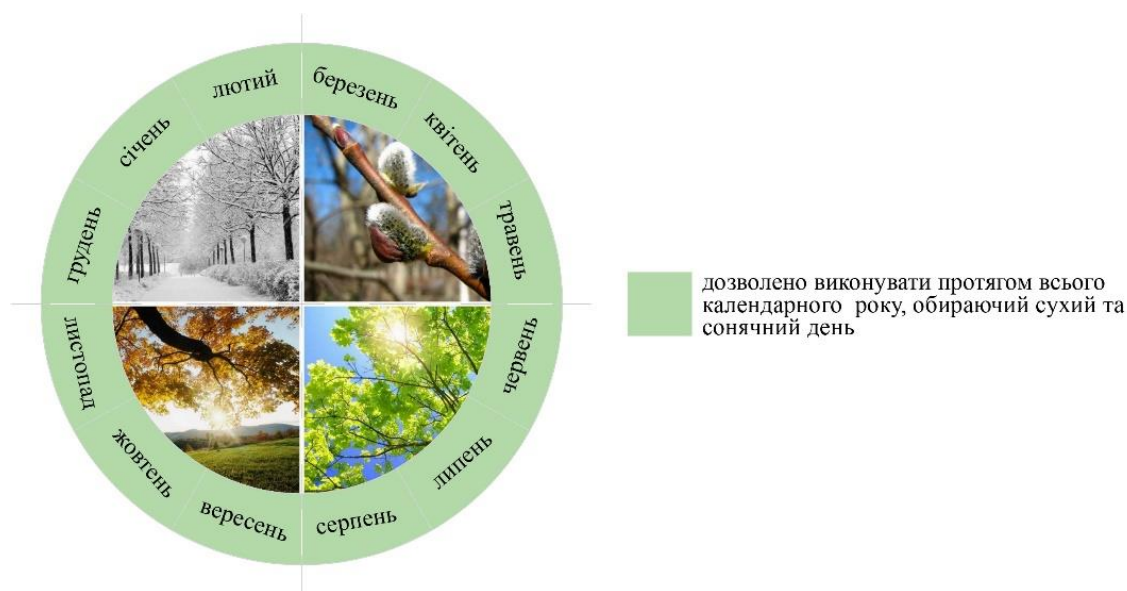 лютий
березень
квітень
травень
червень
липень
серпень
вересень
жовтень
листопад
грудень
січень
дозволено виконувати протягом всього
календарного року, обираючий сухий та
сонячний день